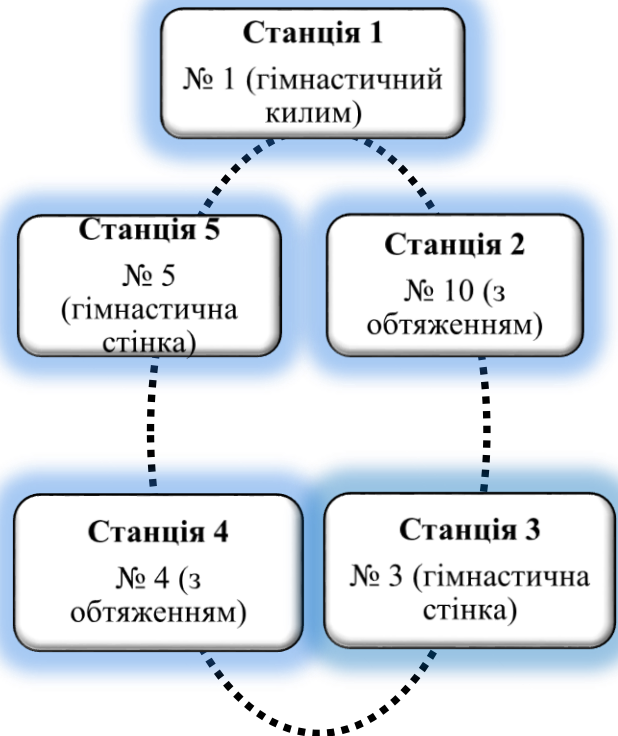 Станція 1
№ 1 (гімнастичний
килим)
Станція 2
№ 10 (з
обтяженням)
Станція 3
№ 3 (гімнастична
стінка)
Станція 4
№ 4 (з
обтяженням)
Станція 5
№ 5
(гімнастична
стінка)